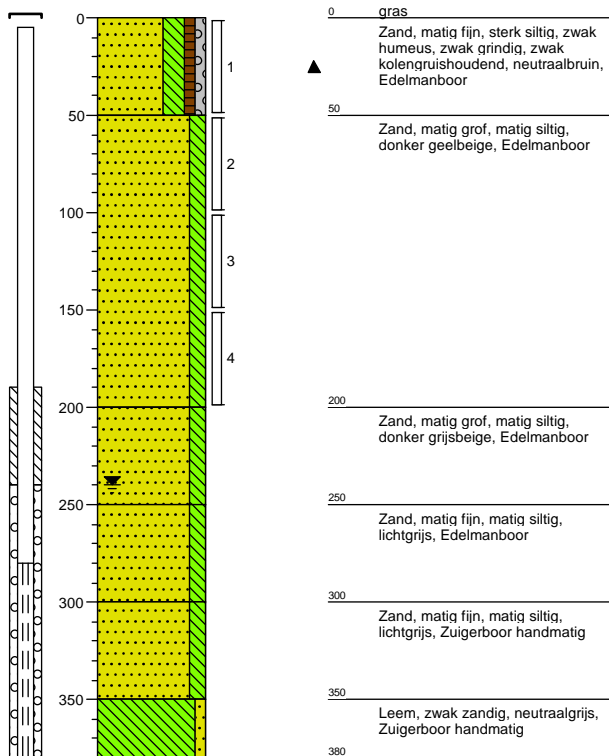 0
50
100
150
200
250
300
350
1
2
3
4
0
gras
Zand, matig fijn, sterk siltig, zwak
humeus, zwak grindig, zwak
kolengruishoudend, neutraalbruin,
Edelmanboor
50
Zand, matig grof, matig siltig,
donker geelbeige, Edelmanboor
200
Zand, matig grof, matig siltig,
donker grijsbeige, Edelmanboor
250
Zand, matig fijn, matig siltig,
lichtgrijs, Edelmanboor
300
Zand, matig fijn, matig siltig,
lichtgrijs, Zuigerboor handmatig
350
Leem, zwak zandig, neutraalgrijs,
Zuigerboor handmatig
380